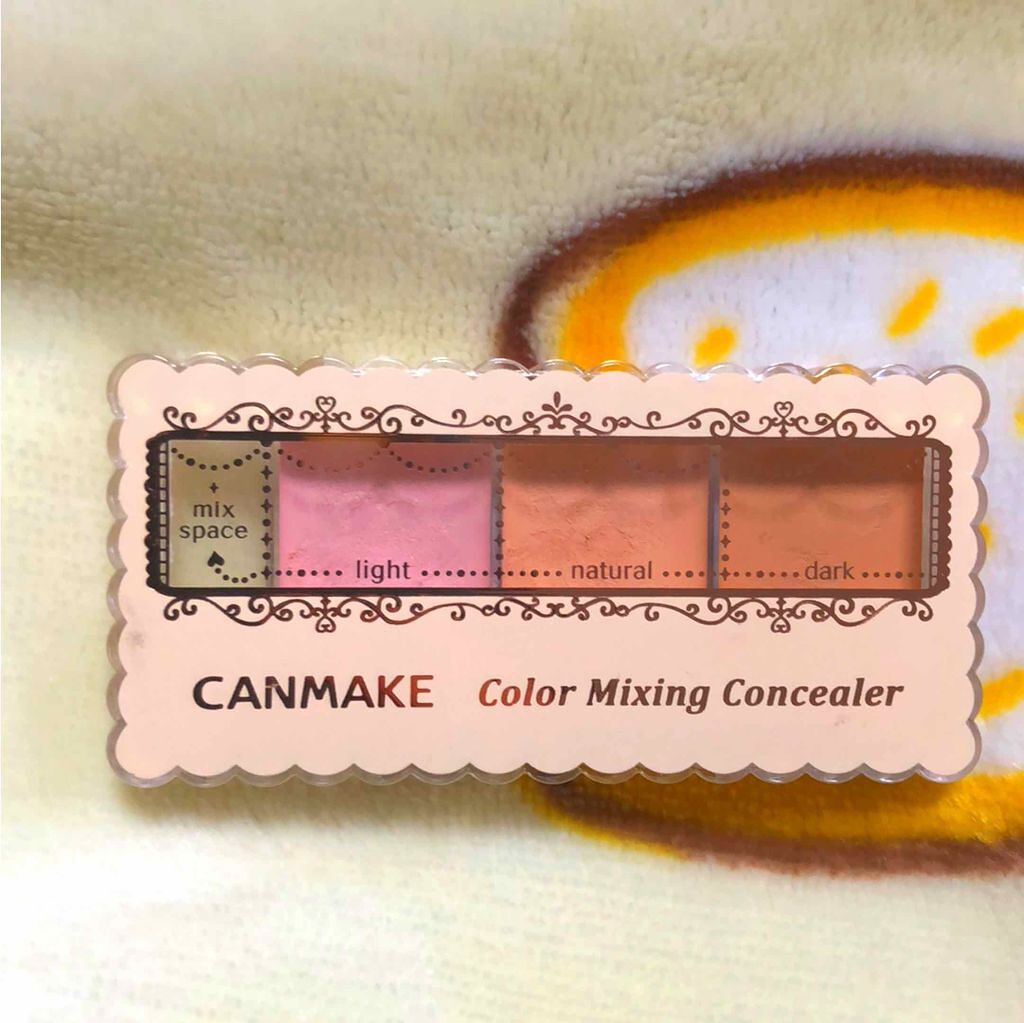 mix
space
light
natural
dark
CANMAKE Color Mixing Concealer